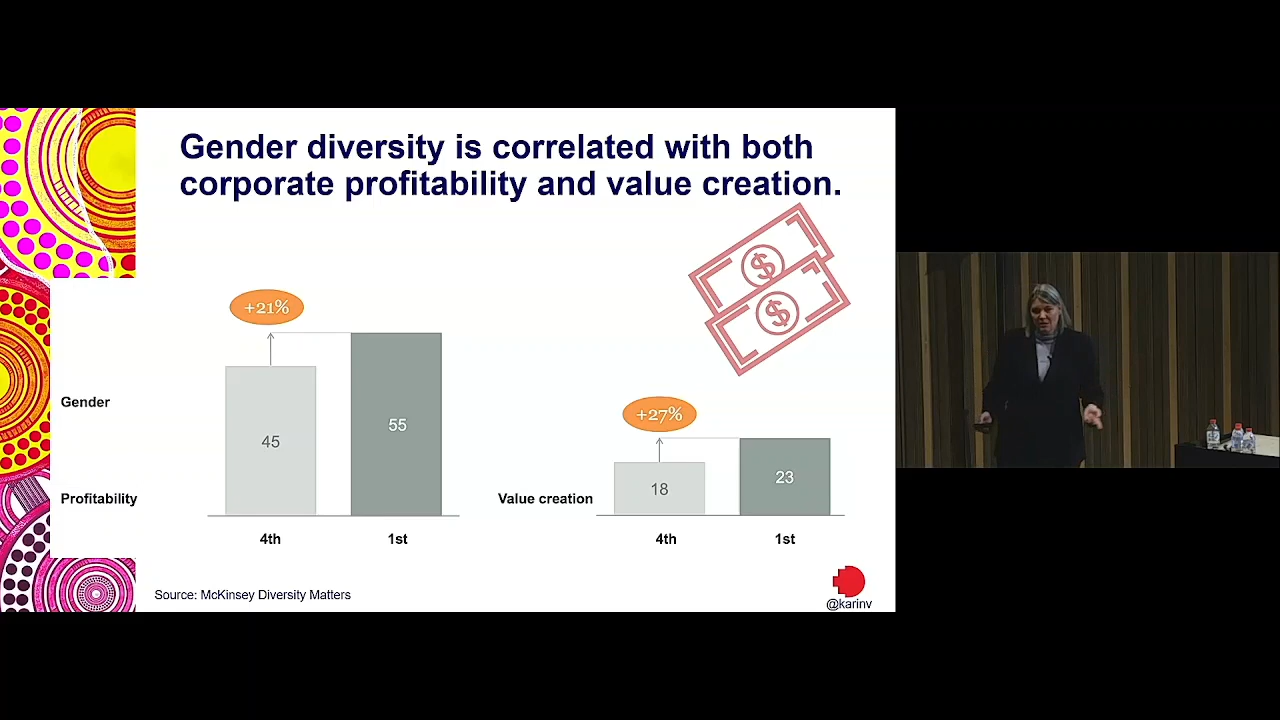 Gender diversity is correlated with both
corporate profitability and value creation.
$
$
+21%
Gender
45
55
+27%
18
23
Profitability
Value creation
4th
1st
4th
1st
Source: McKinsey Diversity Matters
@karinv